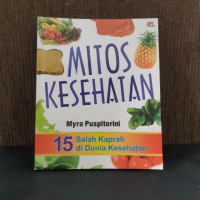 MITOS
KESEHATAN
Myra Puspitorini
15 Salah Kaprah
di Dunia Kesehatan